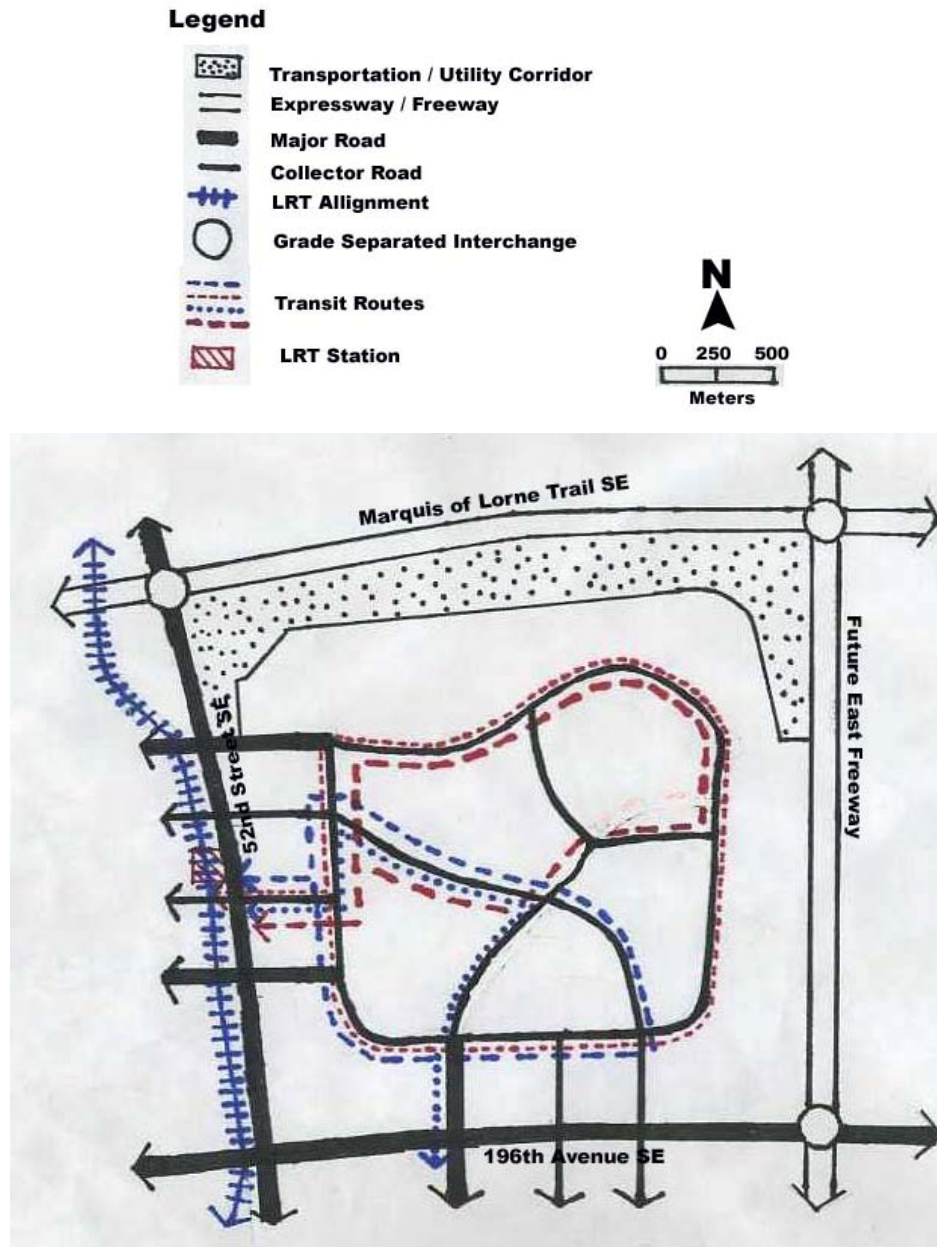 Legend
Transportation / Utility Corridor
Expressway / Freeway
Major Road
Collector Road
LRT Allignment
Grade Separated Interchange
Transit Routes
LRT Station
N
0 250 500
Meters
Marquis of Lorne Trail SE
52nd Street SE
Future East Freeway
196th Avenue SE